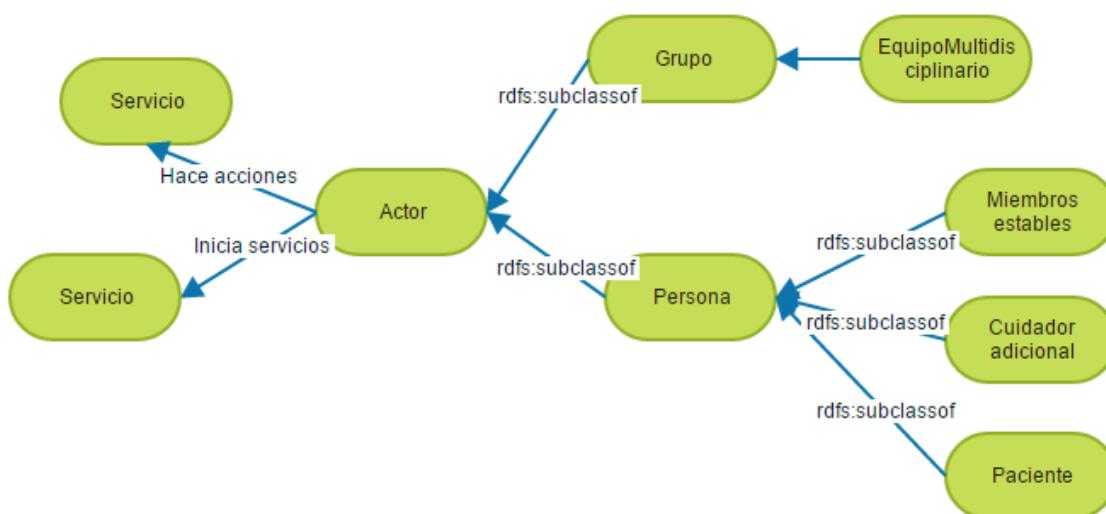 Grupo
EquipoMultidis
ciplinario
rdfs:subclassof
Servicio
Hace acciones
Actor
Miembros
estables
Inicia servicios
rdfs:subclassof
rdfs:subclassof
Servicio
Persona
rdfs:subclassof
Cuidador
adicional
rdfs:subclassof
Paciente